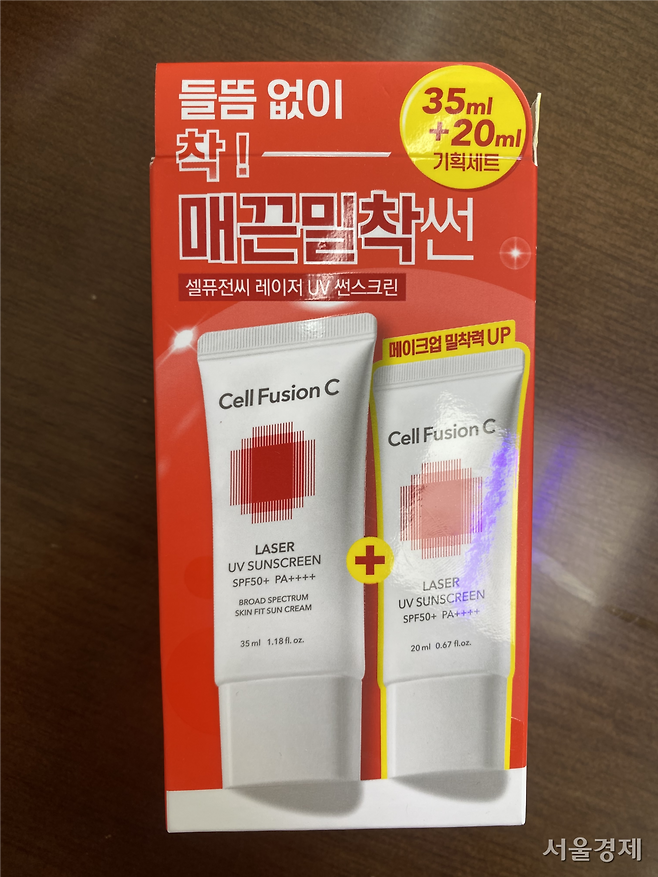 들뜸 없이
착!
매끈밀착썬
셀퓨전씨 레이저 UV 썬스크린
35ml
+20ml
기획세트
메이크업 밀착력 UP
Cell Fusion C
LASER
UV SUNSCREEN
SPF50+ PA++++
BROAD SPECTRUM
SKIN FIT SUN CREAM
35 ml 1.18 fl. oz.
+
Cell Fusion C
LASER
UV SUNSCREEN
SPF50+ PA++++
20 ml 0.67 fl. oz.
서울경제